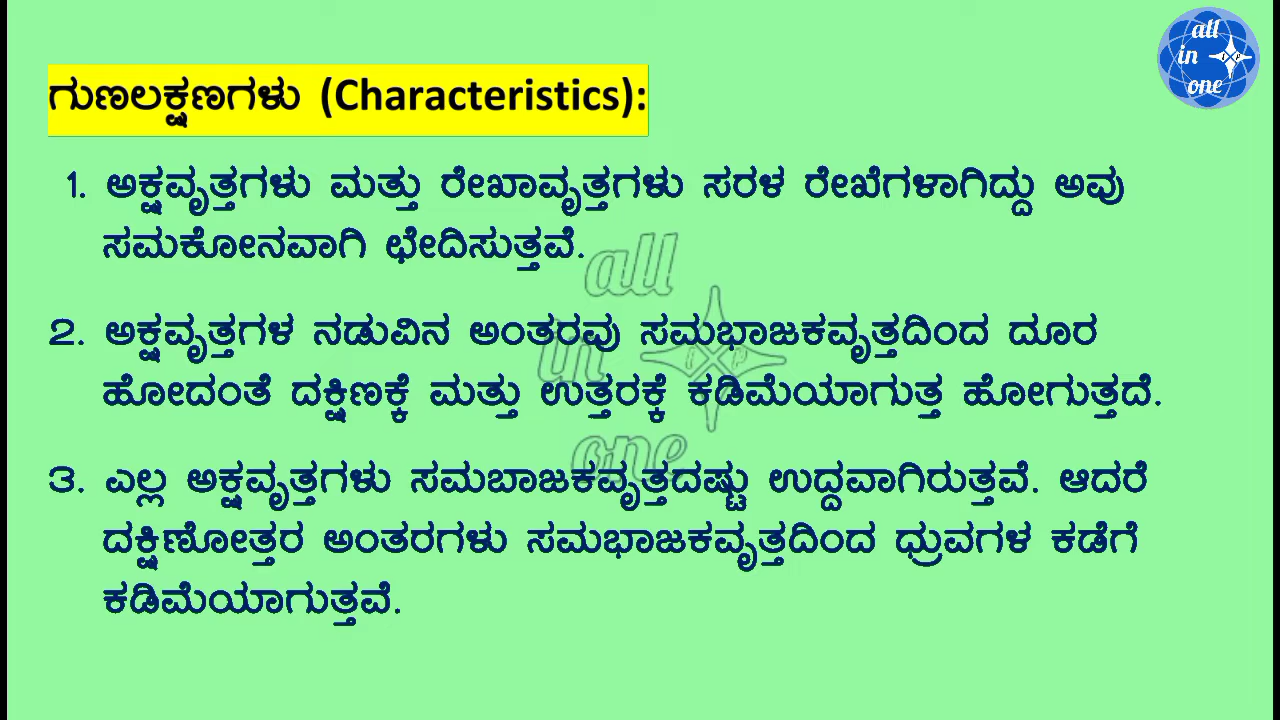 all
in
one
ಗುಣಲಕ್ಷಣಗಳು (Characteristics):
1. ಅಕ್ಷವೃತ್ತಗಳು ಮತ್ತು ರೇಖಾವೃತ್ತಗಳು ಸರಳ ರೇಖೆಗಳಾಗಿದ್ದು ಅವು
ಸಮಕೋನವಾಗಿ ಛೇದಿಸುತ್ತವೆ.
2. ಅಕ್ಷವೃತ್ತಗಳ ನಡುವಿನ ಅಂತರವು ಸಮಭಾಜಕವೃತ್ತದಿಂದ ದೂರ
ಹೋದಂತೆ ದಕ್ಷಿಣಕ್ಕೆ ಮತ್ತು ಉತ್ತರಕ್ಕೆ ಕಡಿಮೆಯಾಗುತ್ತ ಹೋಗುತ್ತದೆ.
3. ಎಲ್ಲ ಅಕ್ಷವೃತ್ತಗಳು ಸಮಬಾಜಕವೃತ್ತದಷ್ಟು ಉದ್ದವಾಗಿರುತ್ತವೆ. ಆದರೆ
ದಕ್ಷಿಣೋತ್ತರ ಅಂತರಗಳು ಸಮಭಾಜಕವೃತ್ತದಿಂದ ಧ್ರುವಗಳ ಕಡೆಗೆ
ಕಡಿಮೆಯಾಗುತ್ತವೆ.
all
in
one